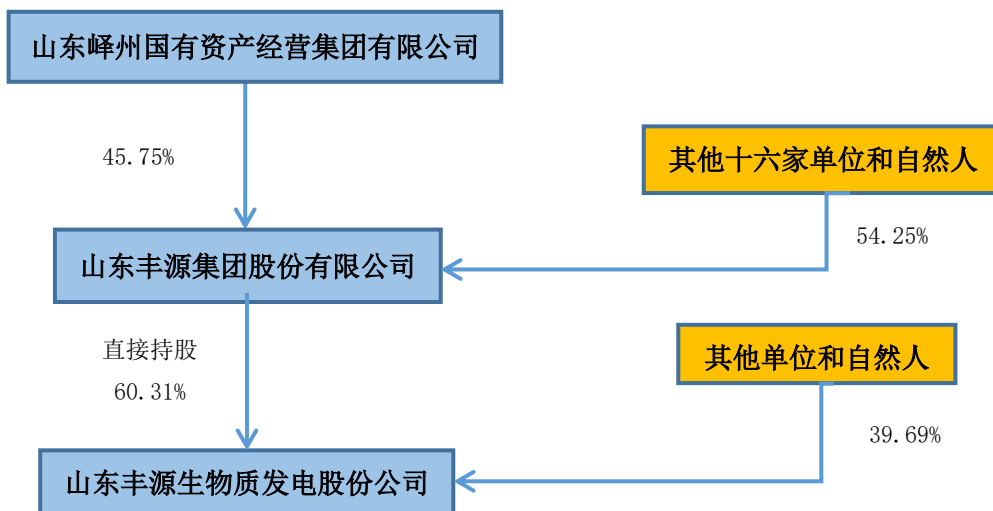 山东峄州国有资产经营集团有限公司
45.75%
其他十六家单位和自然人
54.25%
山东丰源集团股份有限公司
直接持股
60.31%
其他单位和自然人
39.69%
山东丰源生物质发电股份公司